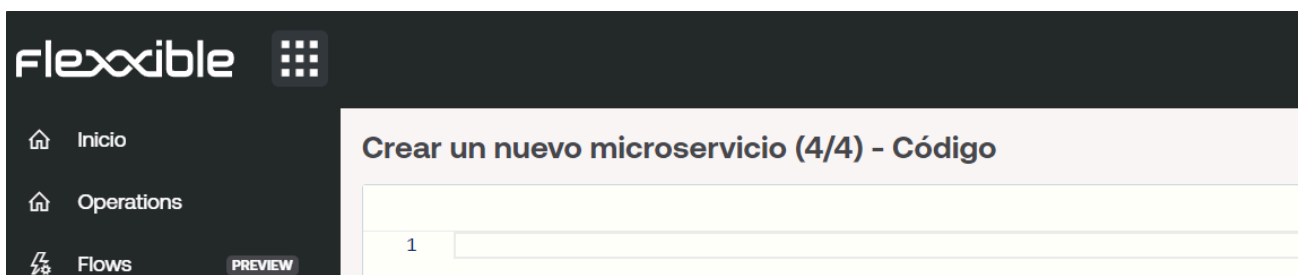 Flexxible
Inicio
Crear un nuevo microservicio (4/4) - Código
Operations
1
Flows PREVIEW